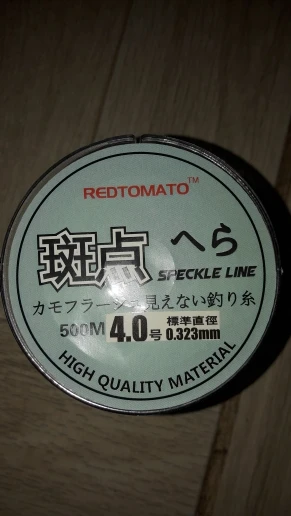 REDTOMATO™
斑点 へら
SPECKLE LINE
カモフラージュ見えない釣り糸
500M 4.0号 標準直徑
0.323mm
HIGH QUALITY MATERIAL